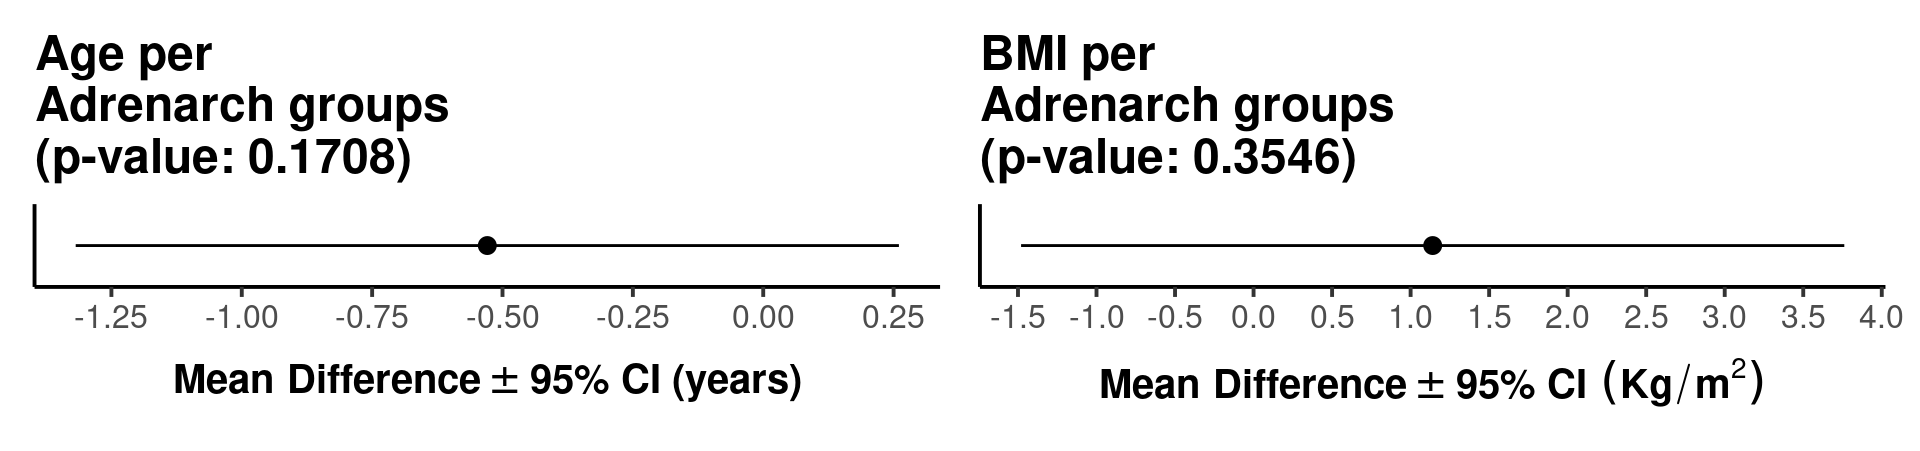 Age per
Adrenarch groups
(p-value: 0.1708)
-1.25 -1.00 -0.75 -0.50 -0.25 0.00 0.25
Mean Difference ± 95% CI (years)
BMI per
Adrenarch groups
(p-value: 0.3546)
-1.5 -1.0 -0.5 0.0 0.5 1.0 1.5 2.0 2.5 3.0 3.5 4.0
Mean Difference ± 95% CI (Kg/m²)